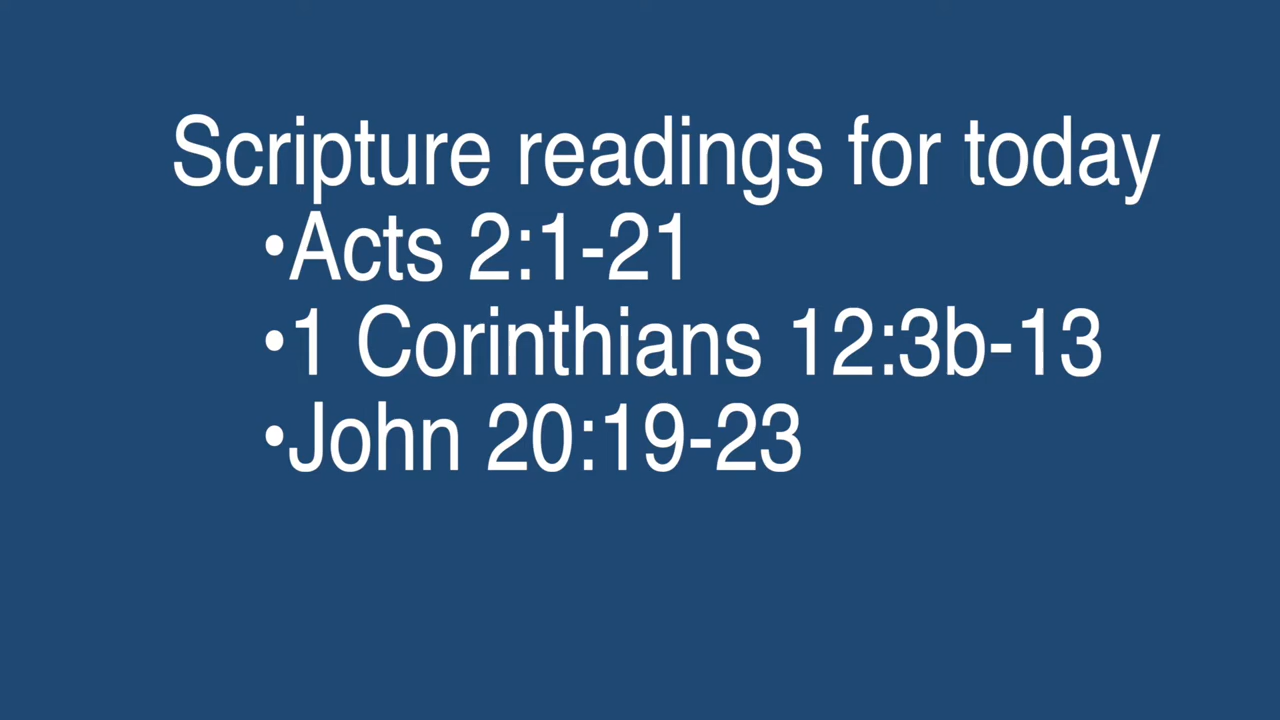 Scripture readings for today
•Acts 2:1-21
•1 Corinthians 12:3b-13
•John 20:19-23